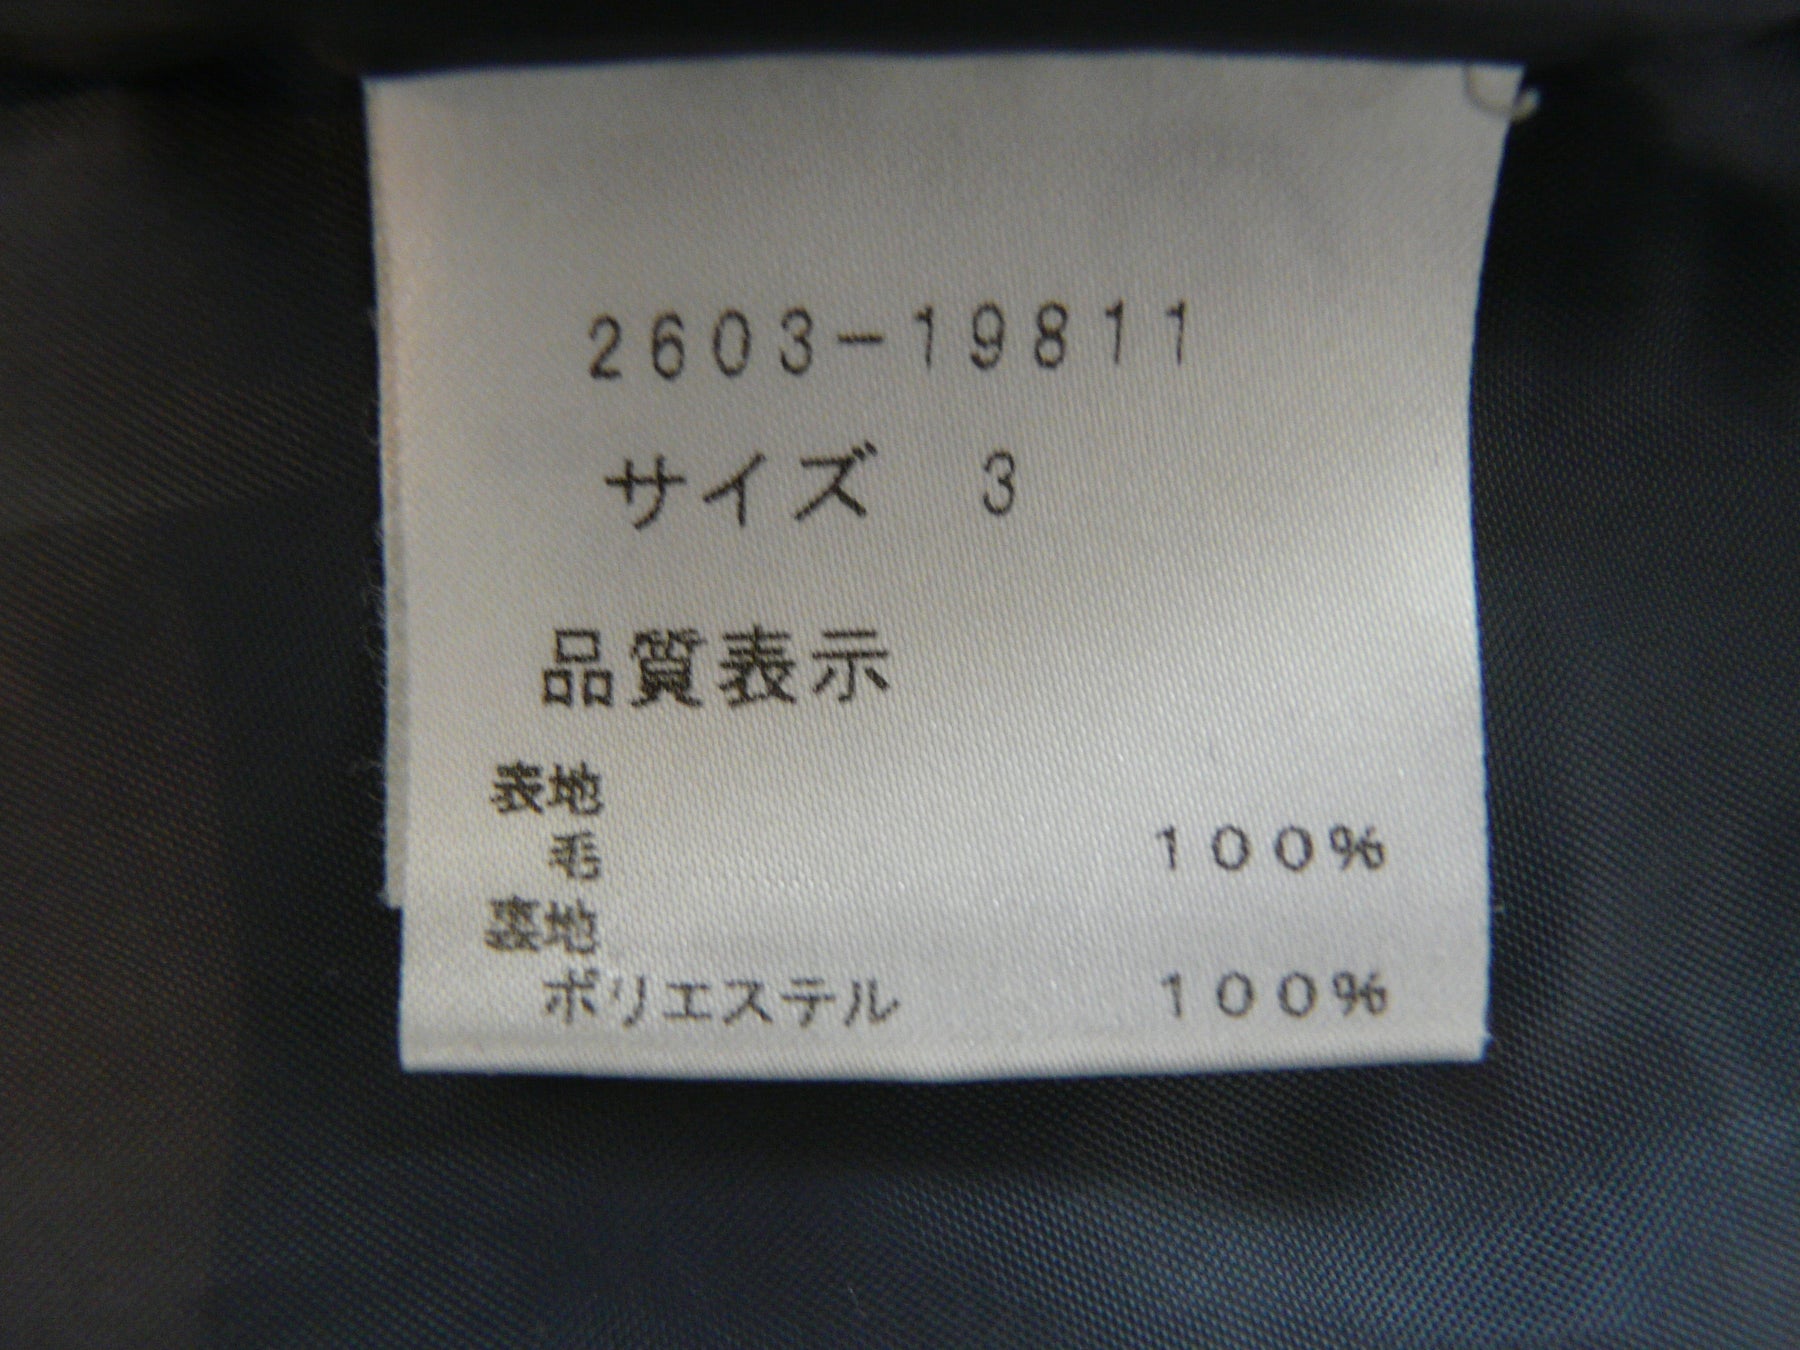 2603-19811
サイズ 3
品質表示
表地
毛 100%
裏地
ポリエステル 100%